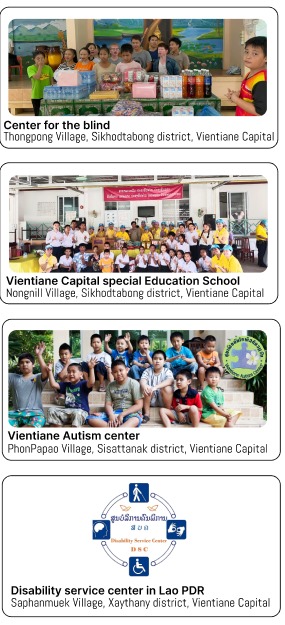 Center for the blind
Thongpong Village, Sikhodtabong district, Vientiane Capital
Vientiane Capital special Education School
Nongnill Village, Sikhodtabong district, Vientiane Capital
Vientiane Autism center
PhonPapao Village, Sisattanak district, Vientiane Capital
ສູນບໍລິການຄົນພິການ
ສ ບ ຄ
Disability Service Center
D S C
Disability service center in Lao PDR
Saphanmuek Village, Xaythany district, Vientiane Capital